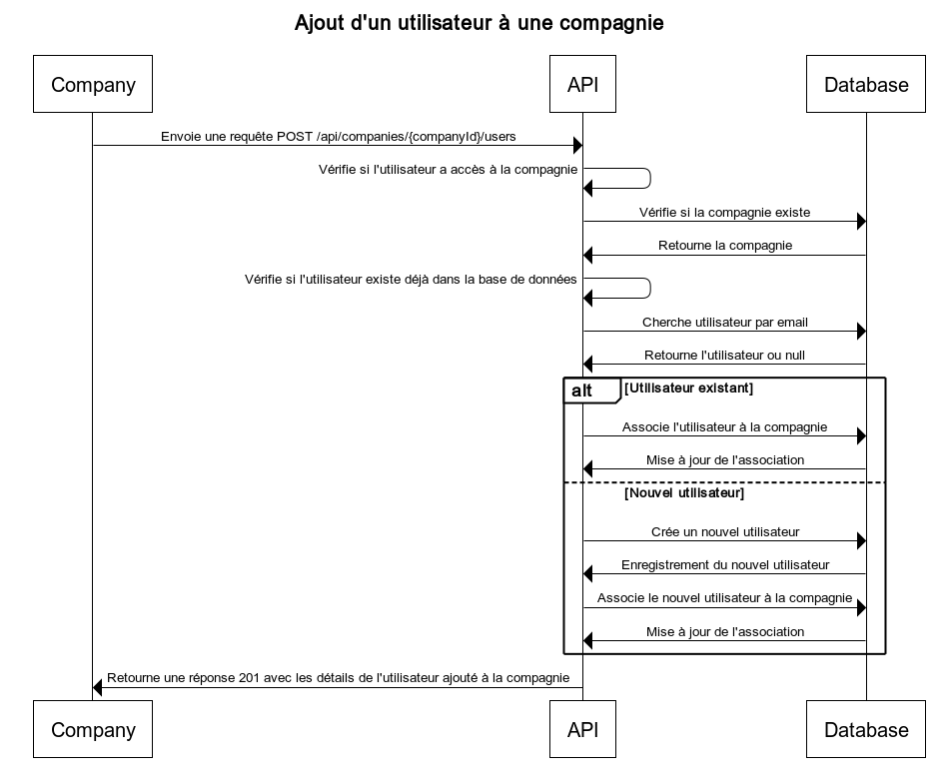 Ajout d'un utilisateur à une compagnie
Company
API
Database
Envoie une requête POST /api/companies/{companyId}/users
Vérifie si l'utilisateur a accès à la compagnie
Vérifie si la compagnie existe
Retourne la compagnie
Vérifie si l'utilisateur existe déjà dans la base de données
Cherche utilisateur par email
Retourne l'utilisateur ou null
alt
[Utilisateur existant]
Associe l'utilisateur à la compagnie
Mise à jour de l'association
[Nouvel utilisateur]
Crée un nouvel utilisateur
Enregistrement du nouvel utilisateur
Associe le nouvel utilisateur à la compagnie
Mise à jour de l'association
Retourne une réponse 201 avec les détails de l'utilisateur ajouté à la compagnie
Company
API
Database